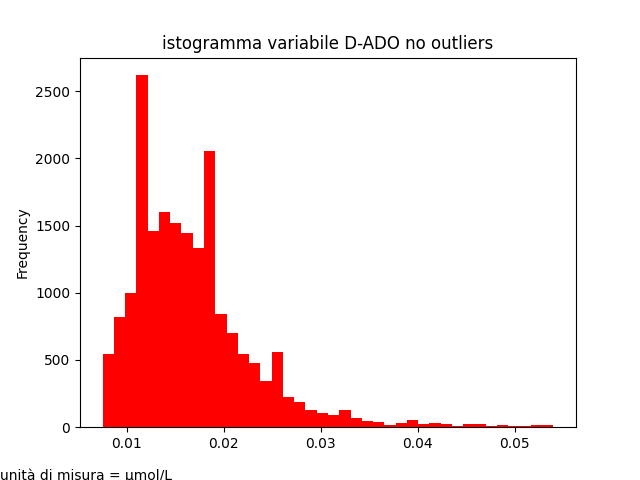 istogramma variabile D-ADO no outliers
2500
2000
1500
1000
500
0
Frequency
0.01 0.02 0.03 0.04 0.05
unità di misura = μmol/L